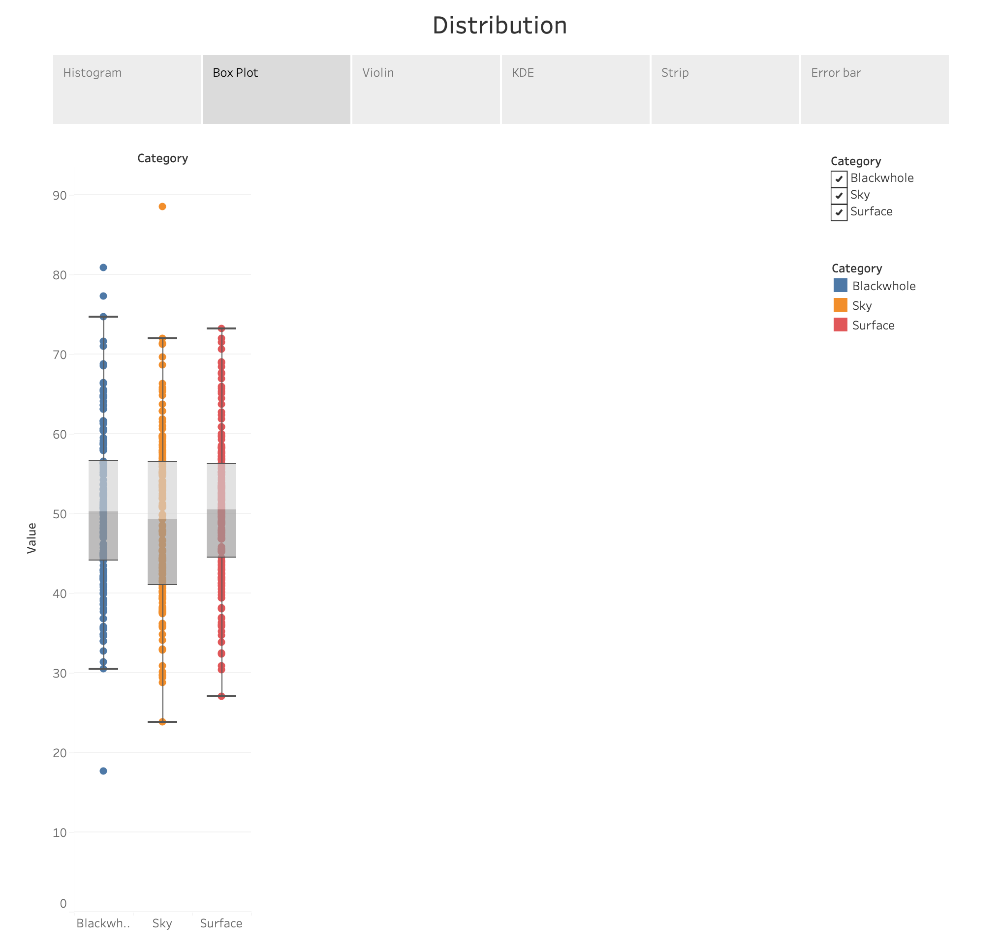 Distribution
Histogram
Box Plot
Violin
KDE
Strip
Error bar
Category
90
80
70
60
50
40
30
20
10
0
Value
Blackwh..
Sky
Surface
Category
Blackwhole
Sky
Surface
Category
Blackwhole
Sky
Surface